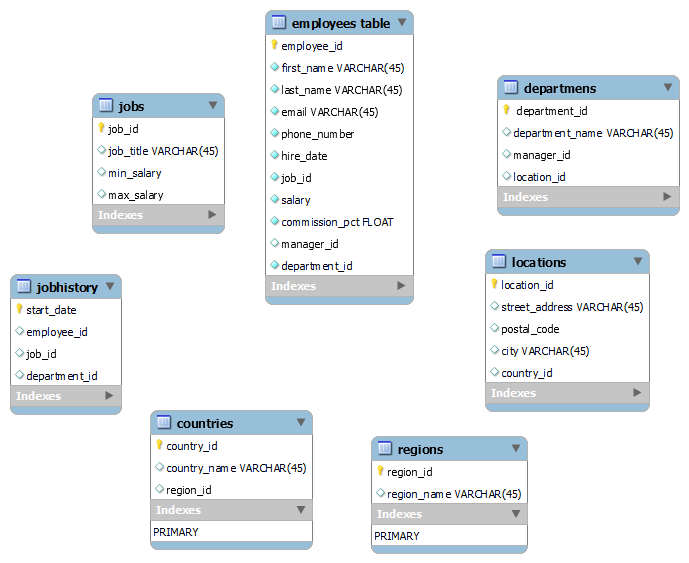 employees table
employee_id
first_name VARCHAR(45)
last_name VARCHAR(45)
email VARCHAR(45)
phone_number
hire_date
job_id
salary
commission_pct FLOAT
manager_id
department_id
Indexes
jobs
job_id
job_title VARCHAR(45)
min_salary
max_salary
Indexes
departmens
department_id
department_name VARCHAR(45)
manager_id
location_id
Indexes
jobhistory
start_date
employee_id
job_id
department_id
Indexes
locations
location_id
street_address VARCHAR(45)
postal_code
city VARCHAR(45)
country_id
Indexes
countries
country_id
country_name VARCHAR(45)
region_id
Indexes
PRIMARY
regions
region_id
region_name VARCHAR(45)
Indexes
PRIMARY